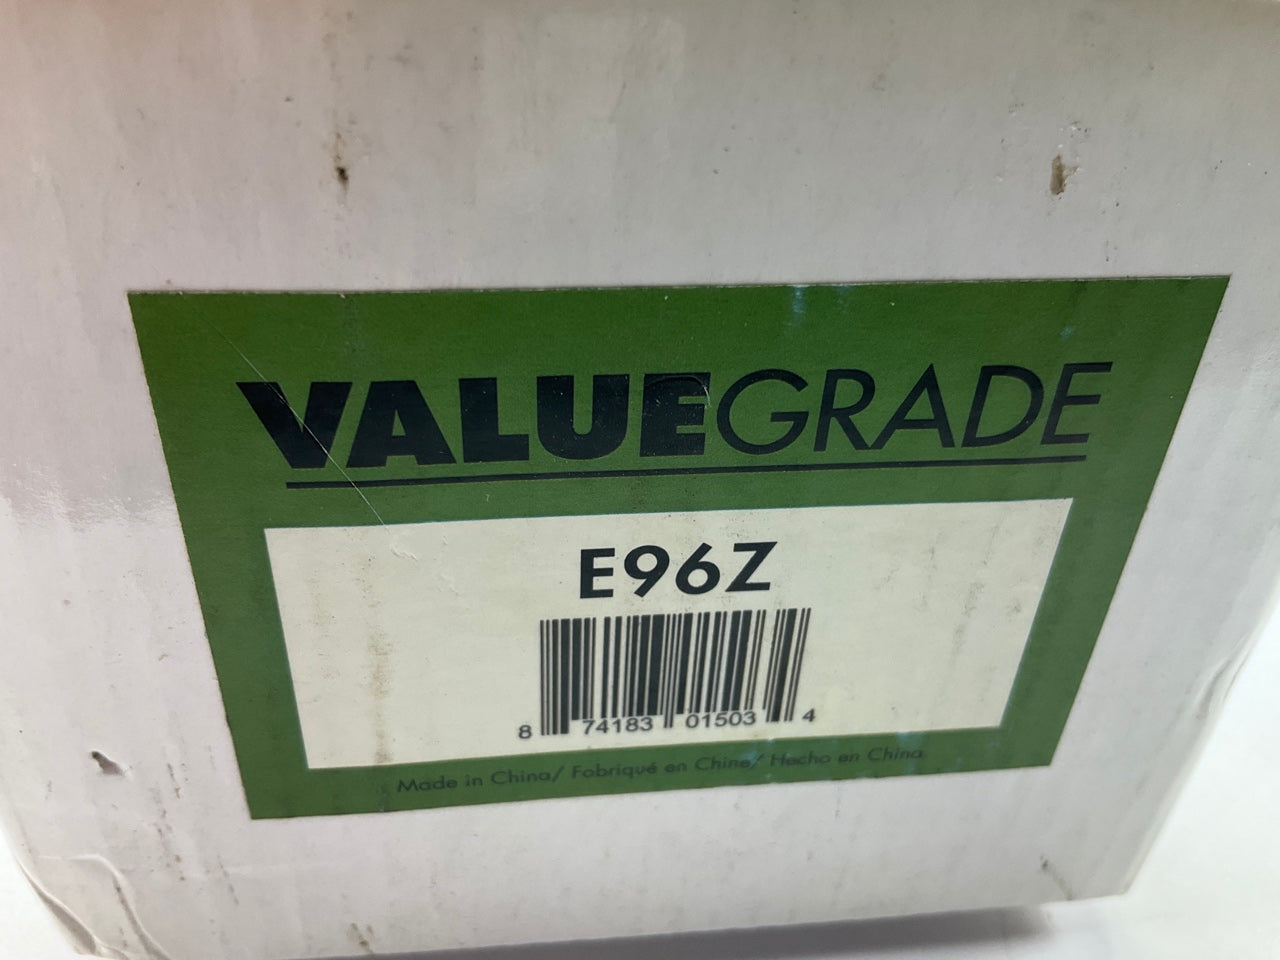 VALUEGRADE
E96Z
8 74183 01503 4
Made in China/ Fabriqué en Chine/ Hecho en China